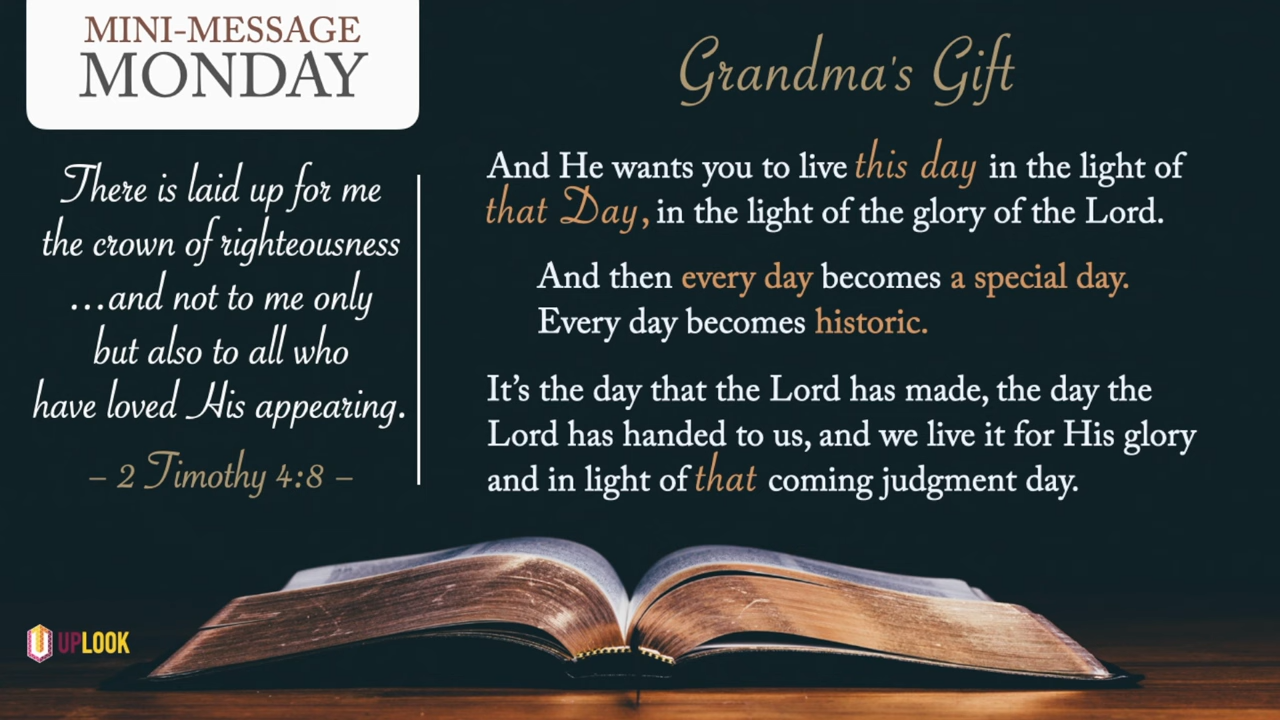 MINI-MESSAGE
MONDAY
There is laid up for me
the crown of righteousness
...and not to me only
but also to all who
have loved His appearing.
– 2 Timothy 4:8 –
Grandma's Gift
And He wants you to live this day in the light of
that Day, in the light of the glory of the Lord.
And then every day becomes a special day.
Every day becomes historic.
It’s the day that the Lord has made, the day the
Lord has handed to us, and we live it for His glory
and in light of that coming judgment day.
UPLOOK